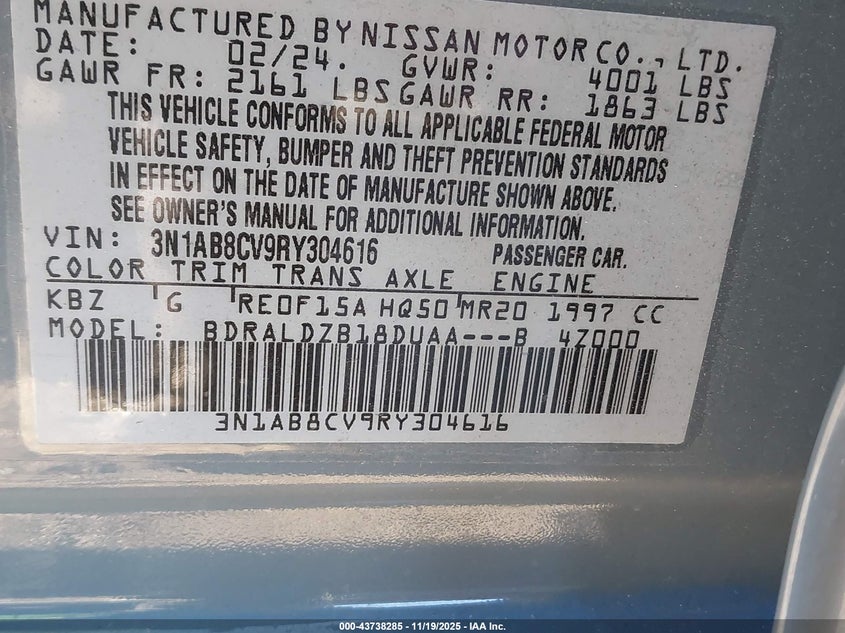 MANUFACTURED BY NISSAN MOTOR CO., LTD.
DATE: 02/24. GVWR: 4001 LBS
GAWR FR: 2161 LBS GAWR RR: 1863 LBS
THIS VEHICLE CONFORMS TO ALL APPLICABLE FEDERAL MOTOR
VEHICLE SAFETY, BUMPER AND THEFT PREVENTION STANDARDS
IN EFFECT ON THE DATE OF MANUFACTURE SHOWN ABOVE.
SEE OWNER'S MANUAL FOR ADDITIONAL INFORMATION.
VIN: 3N1AB8CV9RY304616 PASSENGER CAR.
COLOR TRIM TRANS AXLE ENGINE
KBZ G RE0F15A HQ50 MR20 1997 CC
MODEL: BDRALDZB18DUAA---B 4Z000
3N1AB8CV9RY304616
000-43738285 | 11/19/2025 - IAA Inc.